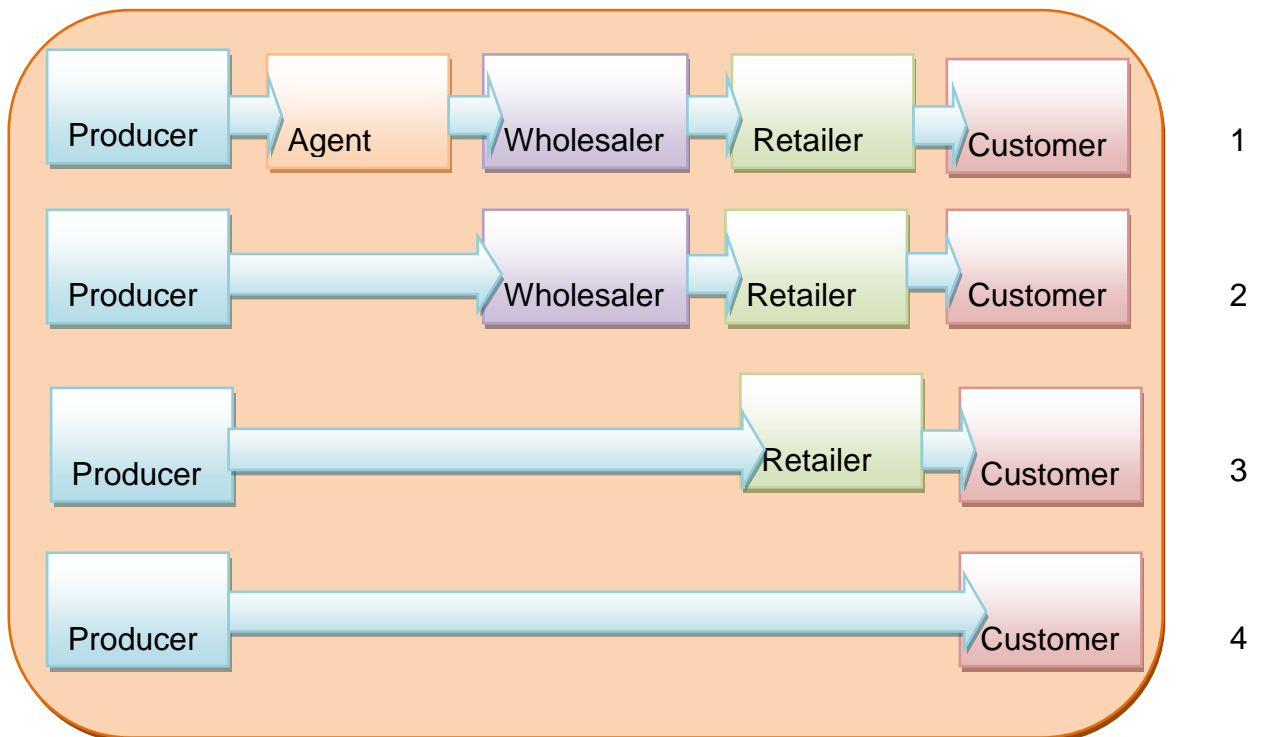 Producer Agent Wholesaler Retailer Customer 1
Producer Wholesaler Retailer Customer 2
Producer Retailer Customer 3
Producer Customer 4